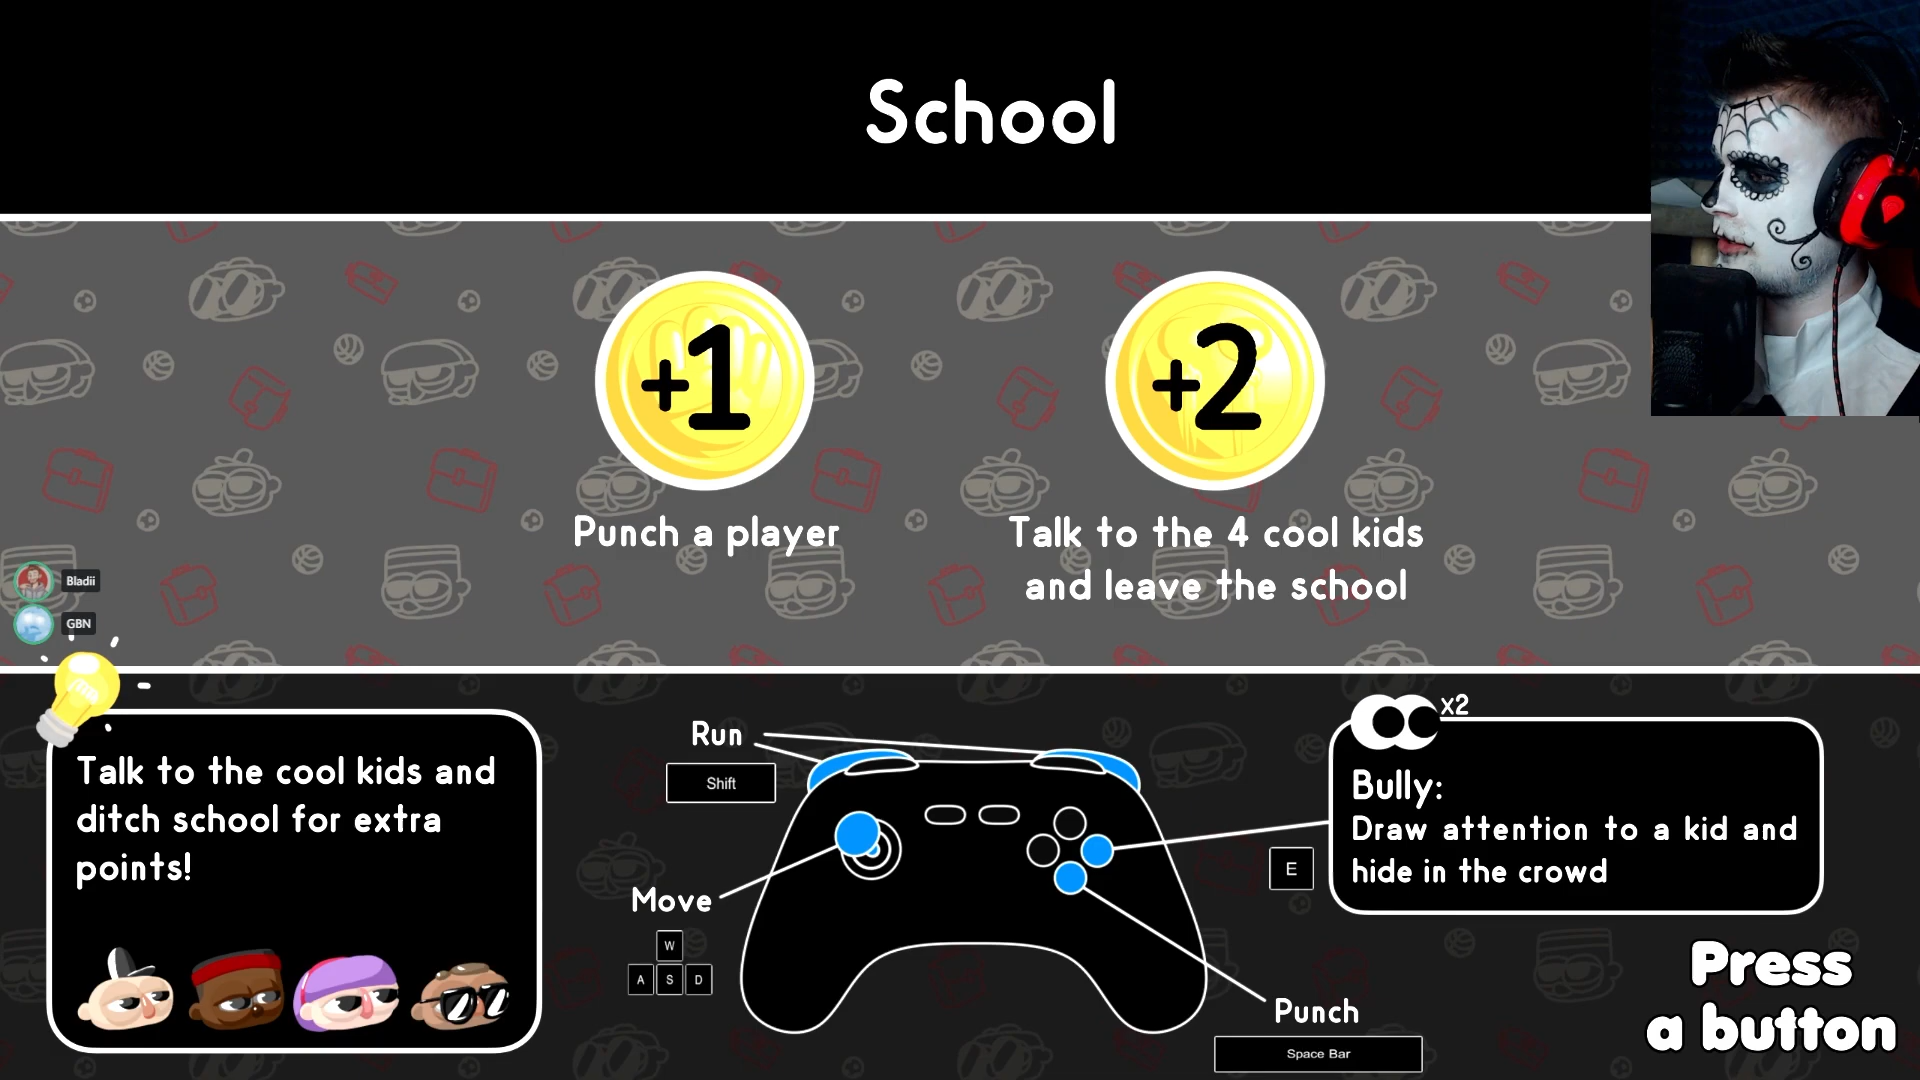 School
+1
+2
Punch a player
Talk to the 4 cool kids
and leave the school
Bladii
GBN
Talk to the cool kids and
ditch school for extra
points!
Run
Shift
Move
W
A S D
x2
Bully:
Draw attention to a kid and
hide in the crowd
E
Punch
Space Bar
Press
a button